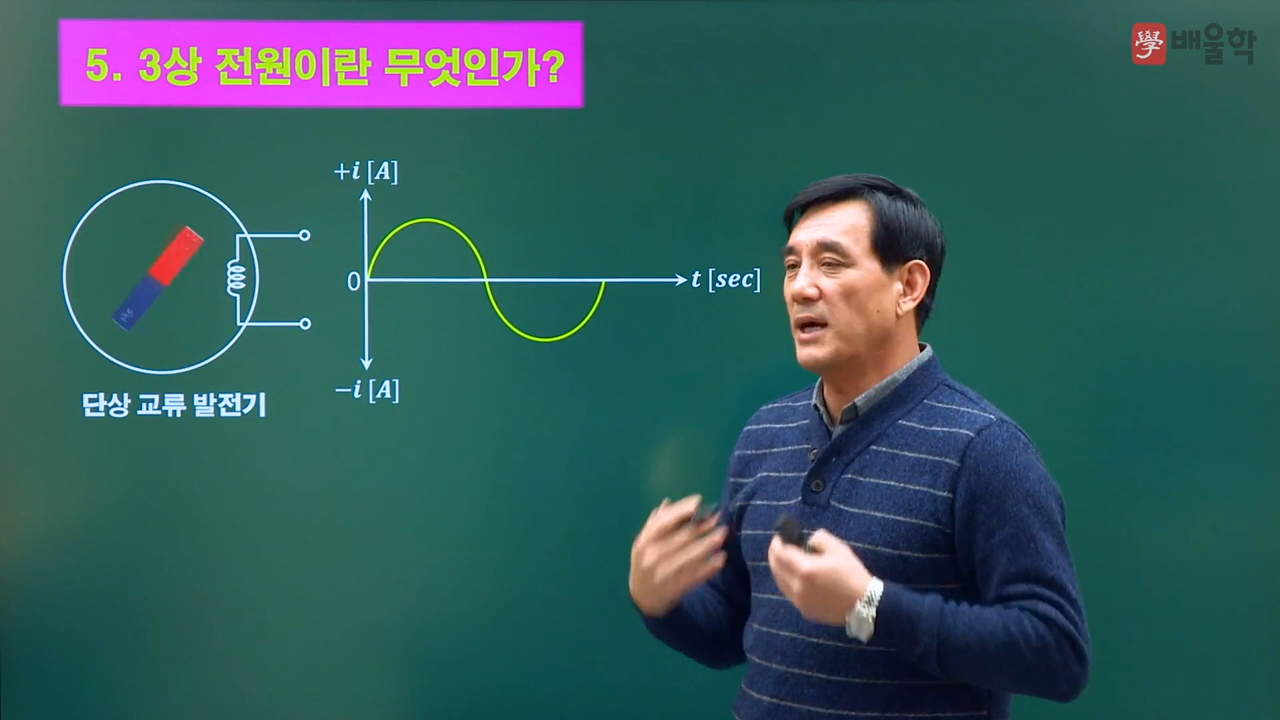 5. 3상 전원이란 무엇인가?
學 배울학
+i [A]
0
t [sec]
−i [A]
단상 교류 발전기